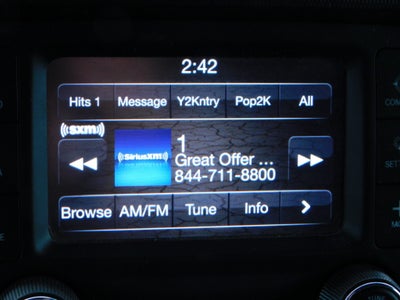 2:42
Hits 1 Message Y2Kntry Pop2K All
((sxm))
1
((SiriusXM))
Great Offer ...
844-711-8800
Browse AM/FM Tune Info >